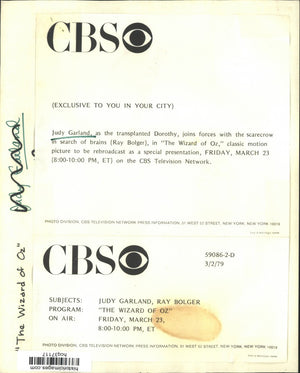 CBS
(EXCLUSIVE TO YOU IN YOUR CITY)
Judy Garland, as the transplanted Dorothy, joins forces with the scarecrow
in search of brains (Ray Bolger), in "The Wizard of Oz," classic motion
picture to be rebroadcast as a special presentation, FRIDAY, MARCH 23
(8:00-10:00 PM, ET) on the CBS Television Network.
PHOTO DIVISION, CBS TELEVISION NETWORK PRESS INFORMATION, 51 WEST 52 STREET, NEW YORK, NEW YORK 10019
CBS
59086-2-D
3/2/79
SUBJECTS: JUDY GARLAND, RAY BOLGER
PROGRAM: "THE WIZARD OF OZ"
ON AIR: FRIDAY, MARCH 23,
8:00-10:00 PM, ET
PHOTO DIVISION, CBS TELEVISION NETWORK PRESS INFORMATION, 51 WEST 52 STREET, NEW YORK, NEW YORK 10019
Judy Garland
"The Wizard of Oz"
historicimages.com